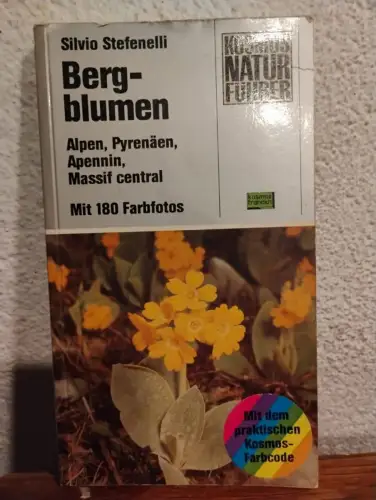 Silvio Stefenelli
Berg-
blumen
Alpen, Pyrenäen,
Apennin,
Massif central
Mit 180 Farbfotos
KOSMOS
NATUR
FÜHRER
kosmos
Mit dem
praktischen
Kosmos-
Farbcode